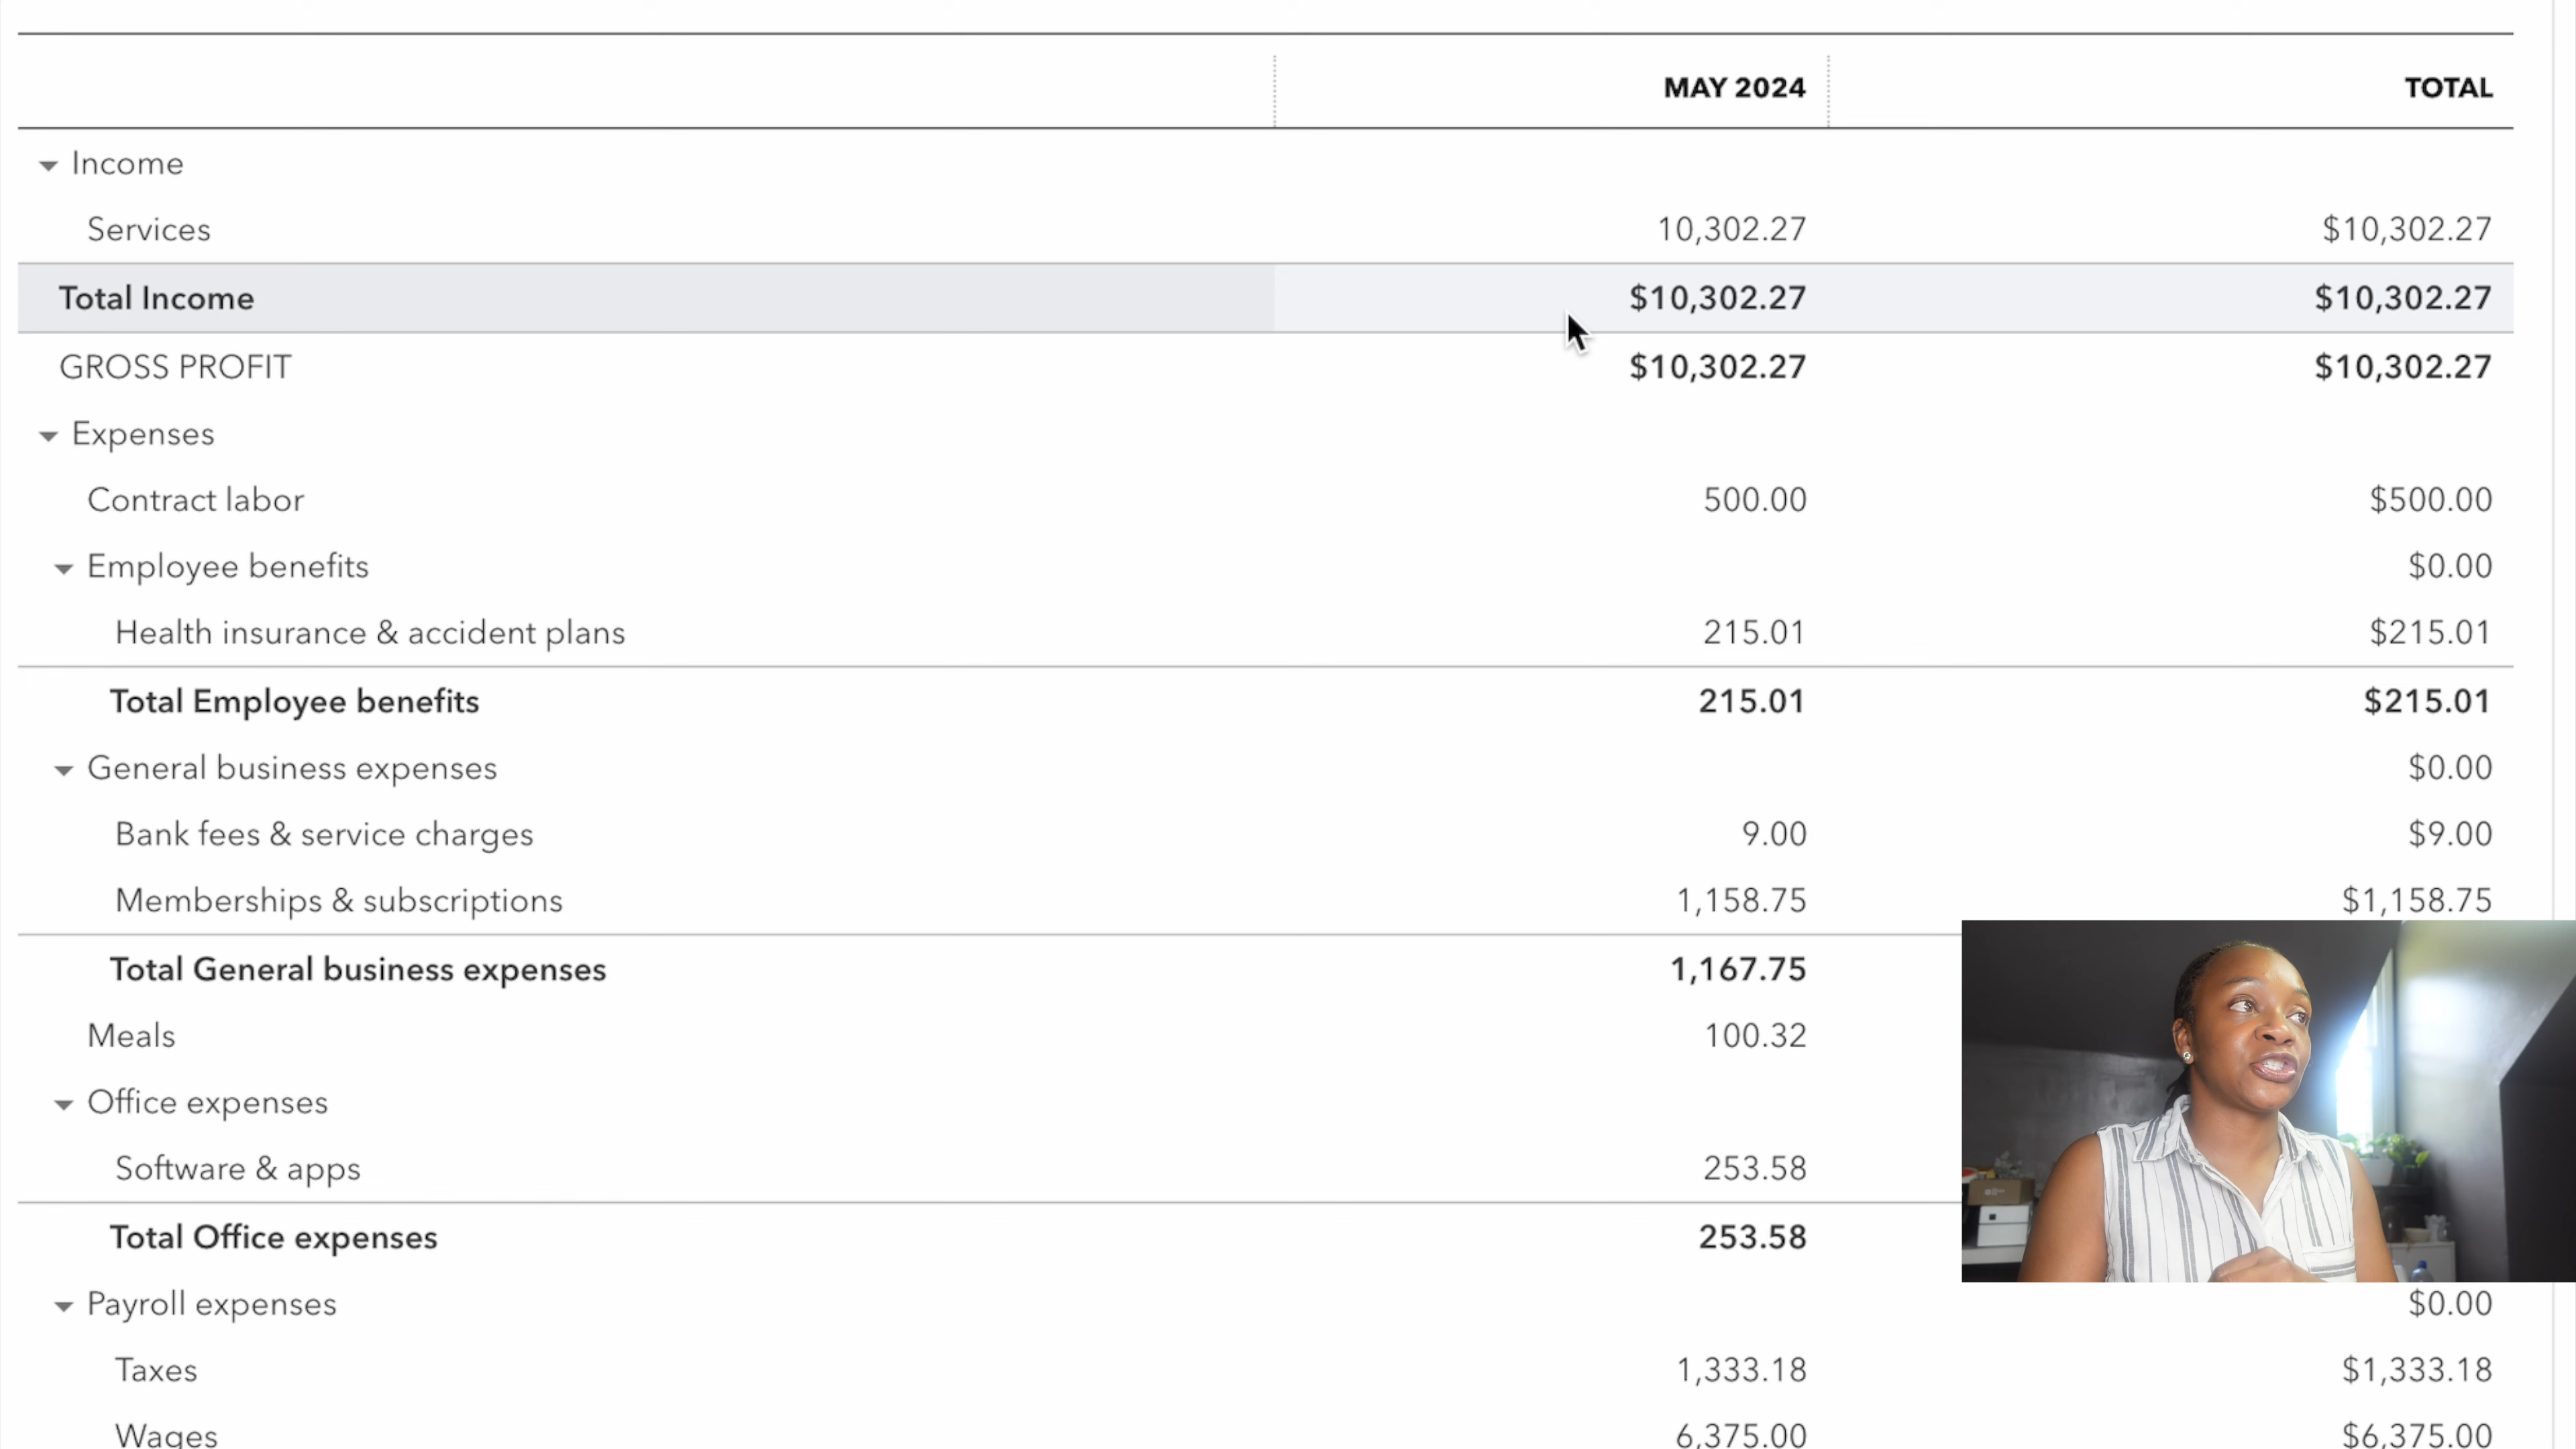 MAY 2024 TOTAL
Income
Services 10,302.27 $10,302.27
Total Income $10,302.27 $10,302.27
GROSS PROFIT $10,302.27 $10,302.27
Expenses
Contract labor 500.00 $500.00
Employee benefits $0.00
Health insurance & accident plans 215.01 $215.01
Total Employee benefits 215.01 $215.01
General business expenses $0.00
Bank fees & service charges 9.00 $9.00
Memberships & subscriptions 1,158.75 $1,158.75
Total General business expenses 1,167.75
Meals 100.32
Office expenses
Software & apps 253.58
Total Office expenses 253.58
Payroll expenses $0.00
Taxes 1,333.18 $1,333.18
Wages 6,375.00 $6,375.00